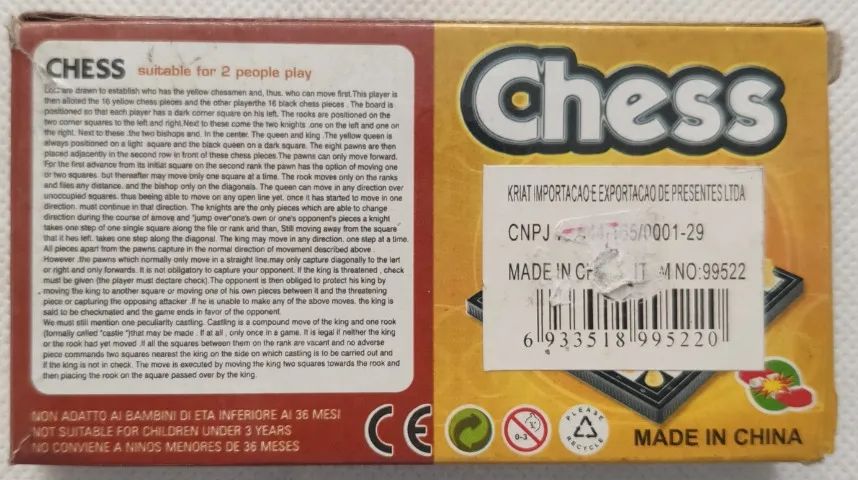 CHESS suitable for 2 people play
are drawn to establish who has the yellow chessmen and, thus, who can move first.This player is
then alloted the 16 yellow chess pieces and the other playerthe 16 black chess pieces . The board is
positioned so that each player has a dark corner square on his left. The rooks are positioned on the
two corner squares to the left and right.Next to these come the two knights .one on the left and one on
the right. Next to these .the two bishops and. In the center. The queen and king .The yellow queen is
always positioned on a light square and the black queen on a dark square. The eight pawns are then
placed adjacently in the second row in front of these chess pieces.The pawns can only move forward.
For the first advance from its initiat square on the second rank the pawn has the option of moving one
or two squares. but thereafter may move only one square at a time. The rook moves only on the ranks
and files any distance. and the bishop only on the diagonals. The queen can move in any direction over
unoccupied squares. thus beeing able to move on any open line yet. once it has started to move in one
direction. must continue in that direction. The knights are the only pieces which are able to change
direction during the course of amove and "jump over"one's own or one's opponent's pieces a knight
takes one step of one single square along the file or rank and than, Still moving away from the square
that it hes left. takes one step along the diagonal. The king may move in any direction. one step at a time.
All pieces apart from the pawns capture in the normal direction of movement described above .
However .the pawns which normally only move in a straight line.may only capture diagonally to the left
or right and only forwards. It is not obligatory to capture your opponent. If the king is threatened , check
must be given (the player must dectare check).The opponent is then obliged to protect his king by
moving the king to another square or moving one of his own pieces between it and the threatening
piece or capturing the opposing attacker .If he is unable to make any of the above moves. the king is
said to be checkmated and the game ends in favor of the opponent.
We must still mention one peculiarity castling. Castling is a compound move of the king and one rook
(formally called "castle ")that may be made . If at all . only once in a game. It is legal if neither the king
or the rook had yet moved .If all the squares between them on the rank are vacant and no adverse
piece commands two squares nearest the king on the side on which castling is to be carried out and
if the king is not in check. The move is executed by moving the king two squares towards the rook and
then placing the rook on the square passed over by the king.
NON ADATTO AI BAMBINI DI ETA INFERIORE AI 36 MESI
NOT SUITABLE FOR CHILDREN UNDER 3 YEARS
NO CONVIENE A NINOS MENORES DE 36 MESES
CE
Chess
KRIAT IMPORTACAO E EXPORTACAO DE PRESENTES LTDA
CNPJ /0001-29
MADE IN NO:99522
6 933518 995220
0-3
PLEASE RECYCLE
MADE IN CHINA